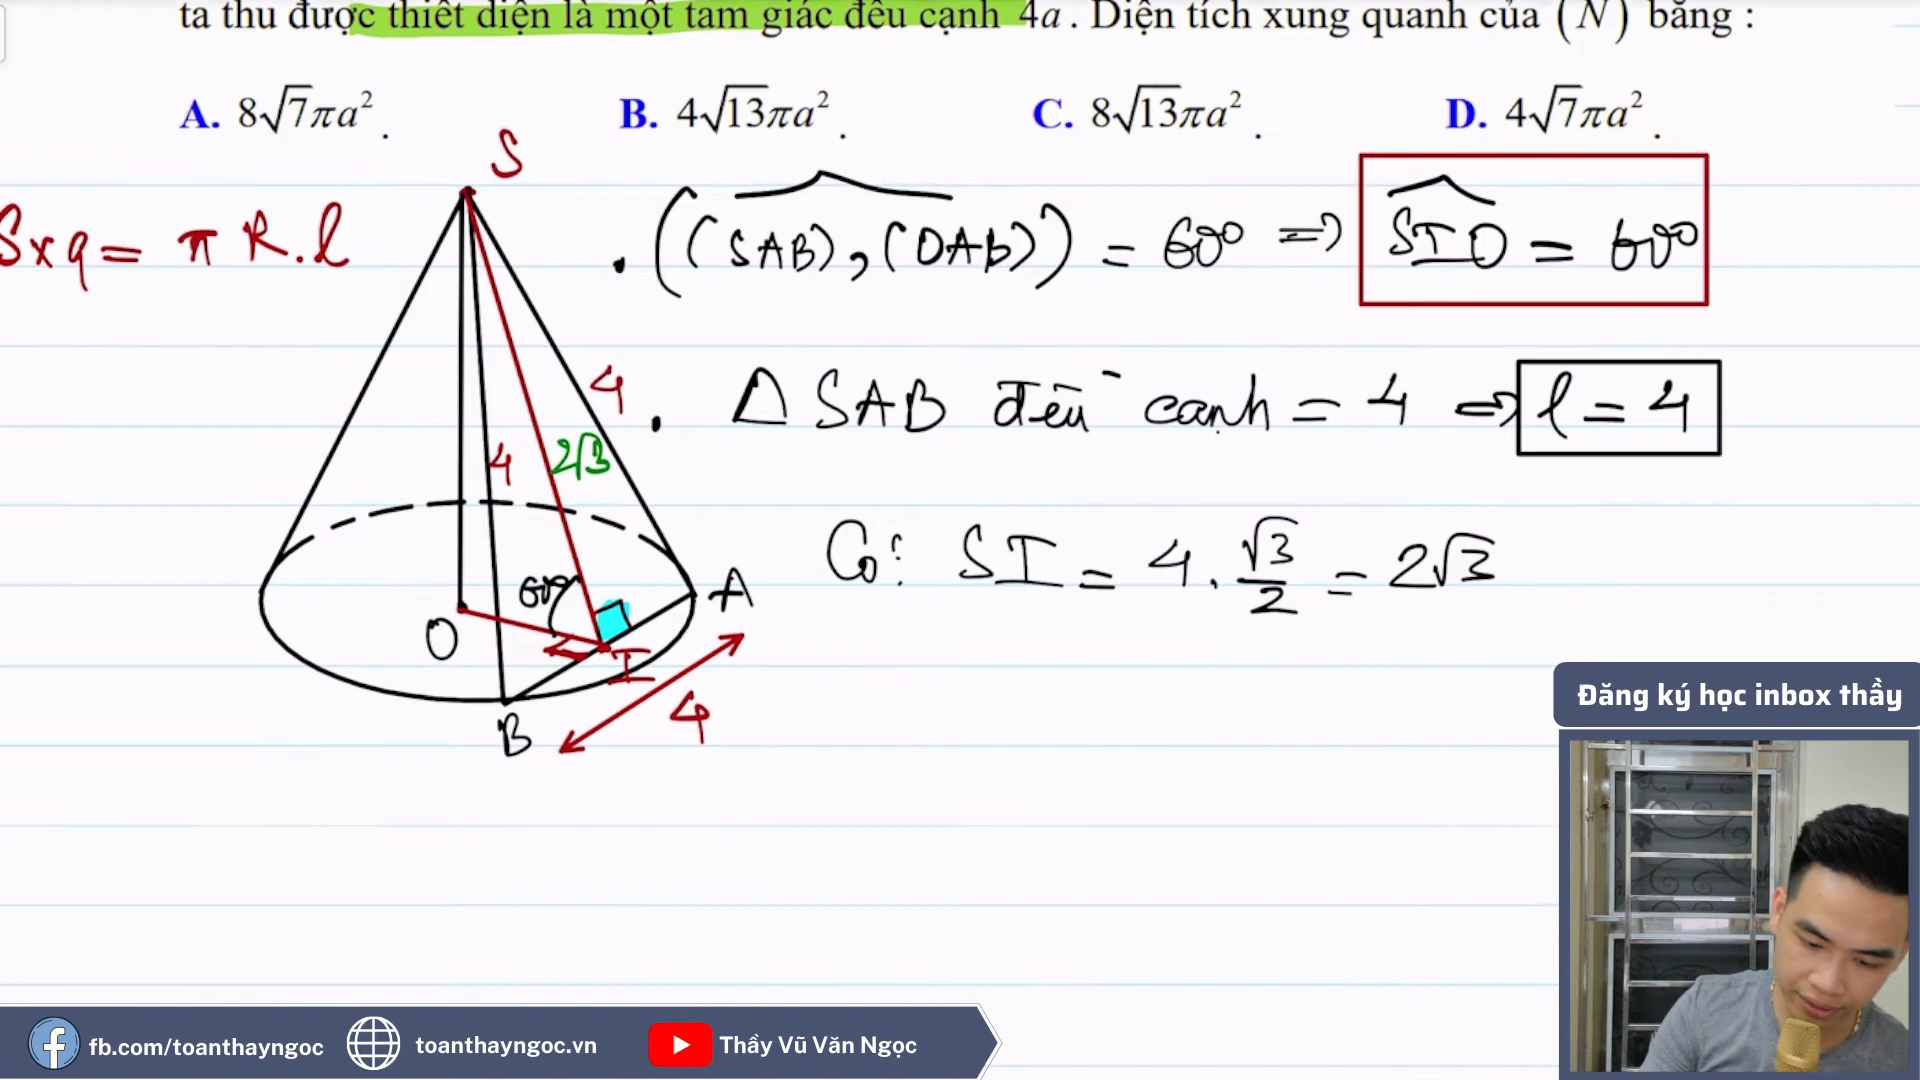 ta thu được thiết diện là một tam giác đều cạnh 4a. Diện tích xung quanh của (N) bằng :
A. 8√7πa². B. 4√13πa². C. 8√13πa². D. 4√7πa².
S
Sxq = π R.l
. ((SAB), (OAB)) = 60° => SIO = 60°
4
. Δ SAB đều cạnh = 4 => l = 4
4 2√3
Có: SI = 4 . √3/2 = 2√3
60°
A
O
I
4
B
Đăng ký học inbox thầy
fb.com/toanthayngoc toanthayngoc.vn Thầy Vũ Văn Ngọc